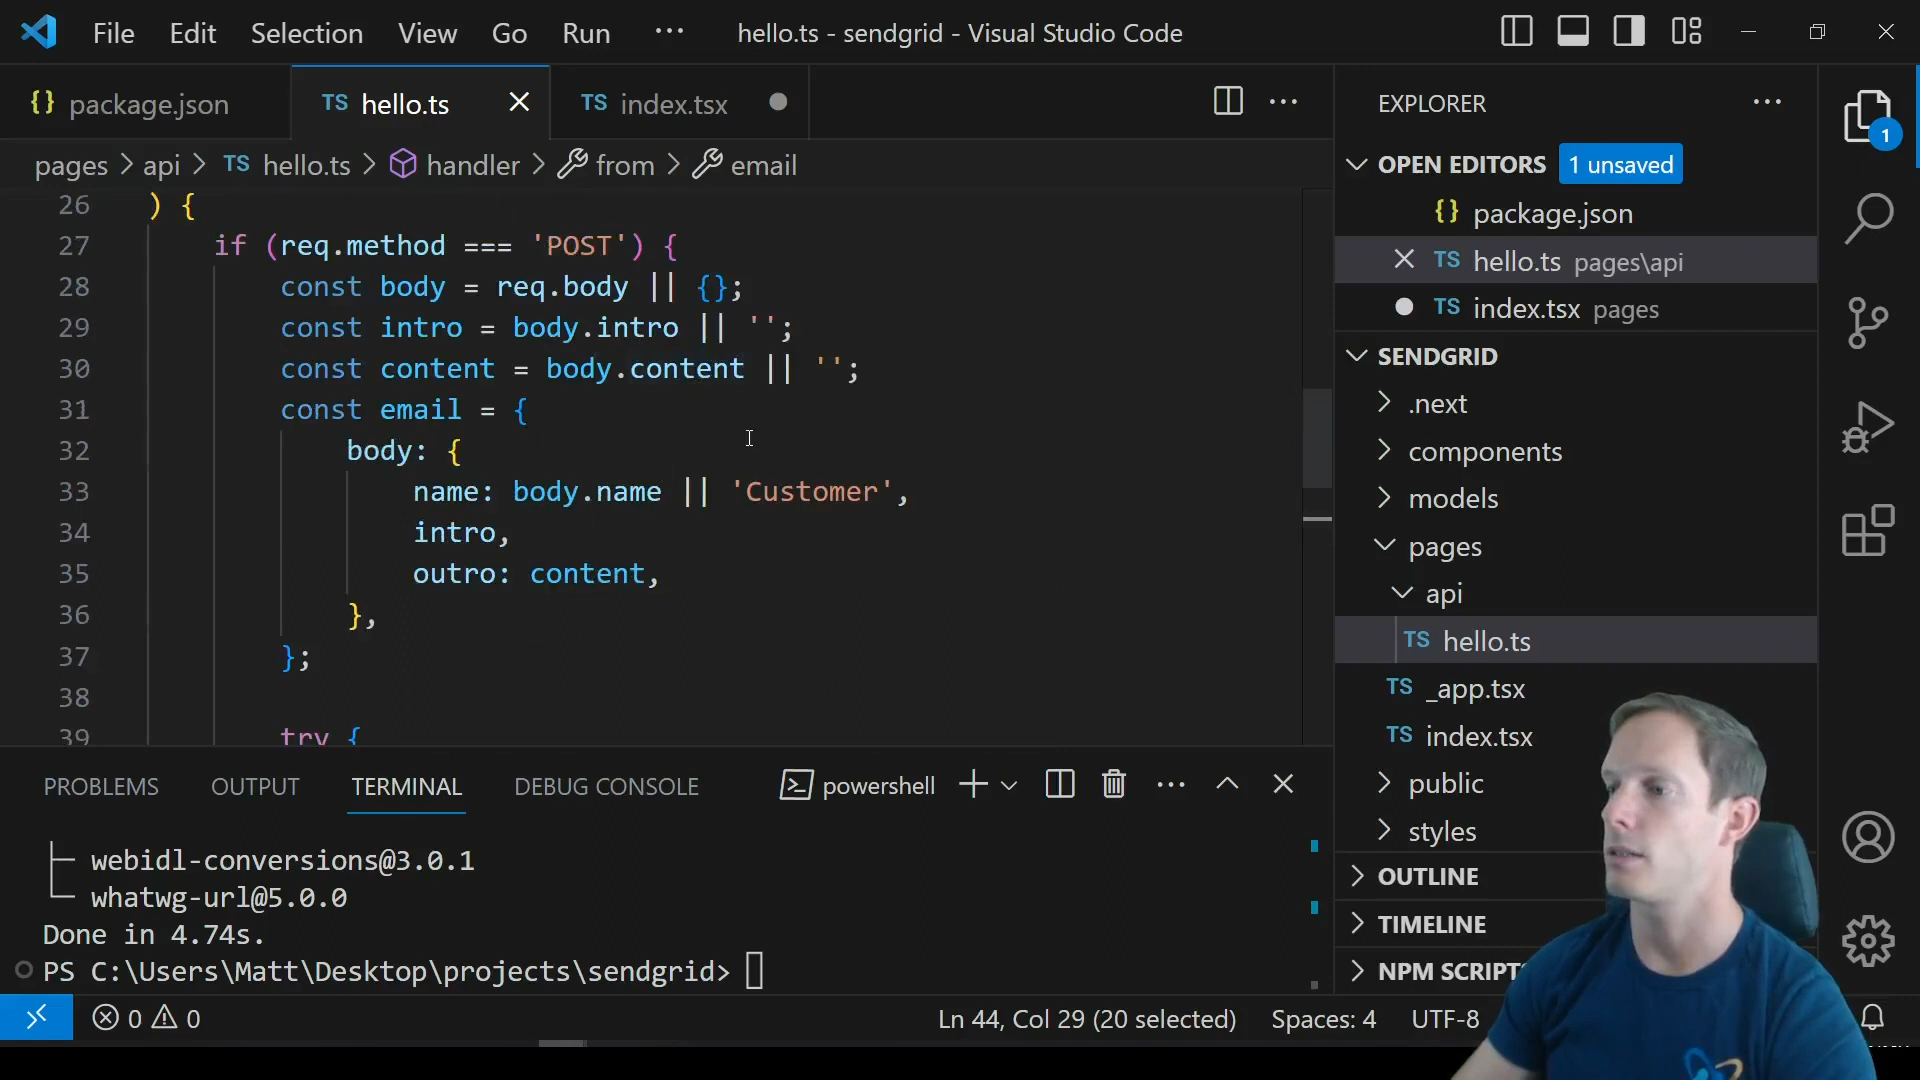 File Edit Selection View Go Run ··· hello.ts - sendgrid - Visual Studio Code
{} package.json TS hello.ts TS index.tsx
pages > api > TS hello.ts > handler > from > email
26 ) {
27 if (req.method === 'POST') {
28 const body = req.body || {};
29 const intro = body.intro || '';
30 const content = body.content || '';
31 const email = {
32 body: {
33 name: body.name || 'Customer',
34 intro,
35 outro: content,
36 },
37 };
38
39 try {
PROBLEMS OUTPUT TERMINAL DEBUG CONSOLE powershell
webidl-conversions@3.0.1
whatwg-url@5.0.0
Done in 4.74s.
PS C:\Users\Matt\Desktop\projects\sendgrid>
0 0 Ln 44, Col 29 (20 selected) Spaces: 4 UTF-8
EXPLORER
OPEN EDITORS 1 unsaved
{} package.json
TS hello.ts pages\api
TS index.tsx pages
SENDGRID
.next
components
models
pages
api
TS hello.ts
TS _app.tsx
TS index.tsx
public
styles
OUTLINE
TIMELINE
NPM SCRIPTS
1